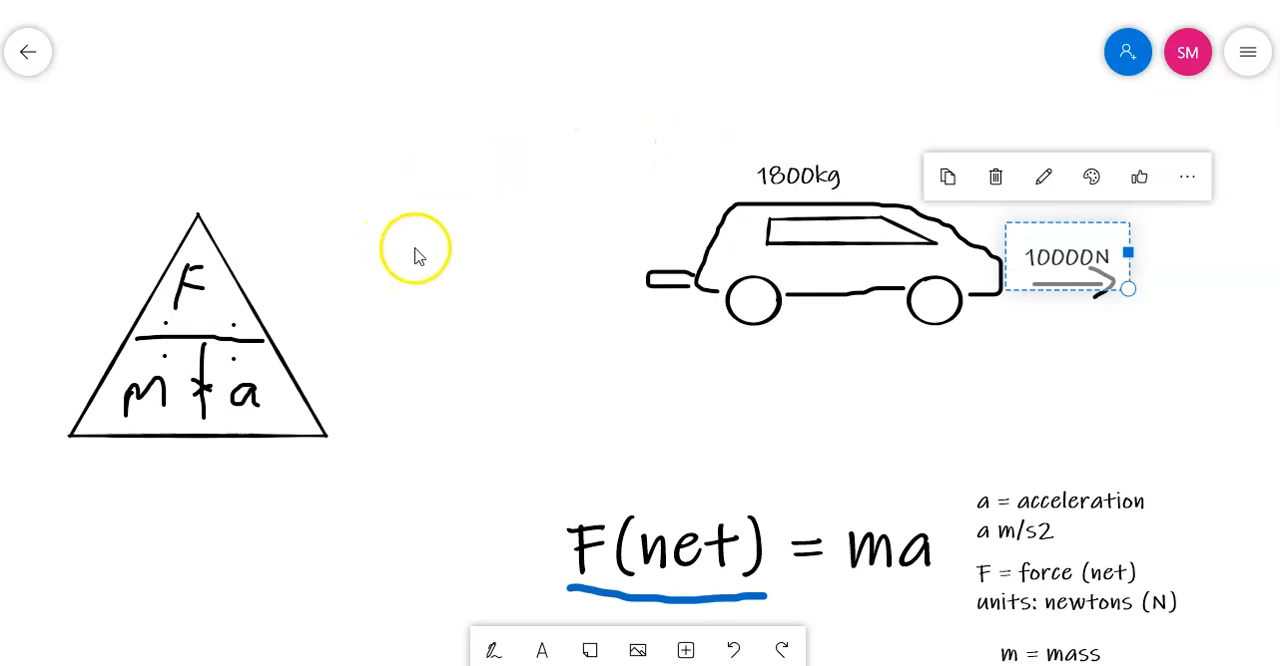 SM
1800kg
10000N
F
m * a
F(net) = ma
a = acceleration
a m/s2
F = force (net)
units: newtons (N)
m = mass
A